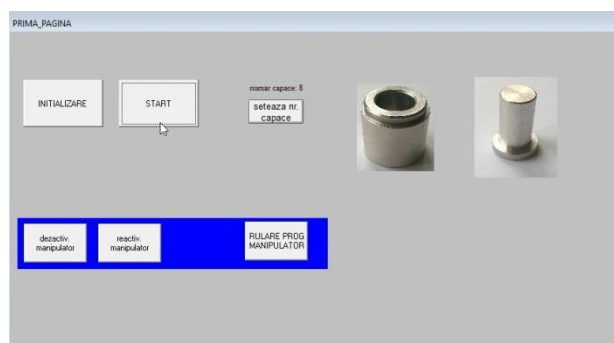 PRIMA_PAGINA
INITIALIZARE
START
numar capace: 8
seteaza nr.
capace
dezactiv.
manipulator
reactiv.
manipulator
RULARE PROG
MANIPULATOR